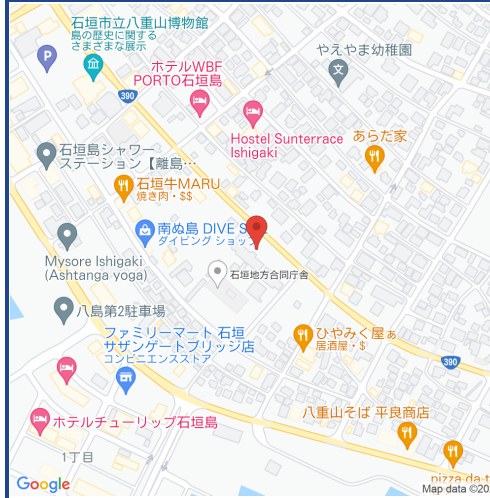 石垣市立八重山博物館
島の歴史に関する
さまざまな展示
P
390
ホテルWBF
PORTO石垣島
やえやま幼稚園
文
Hostel Sunterrace
Ishigaki
あらだ家
石垣島シャワー
ステーション【離島…
石垣牛MARU
焼き肉・$$
南ぬ島 DIVE S
ダイビング ショップ
Mysore Ishigaki
(Ashtanga yoga)
石垣地方合同庁舎
八島第2駐車場
ファミリーマート 石垣
サザンゲートブリッジ店
コンビニエンスストア
ひやみく屋ぁ
居酒屋・$
390
ホテルチューリップ石垣島
八重山そば 平良商店
1丁目
pizza da t
Google
Map data ©20